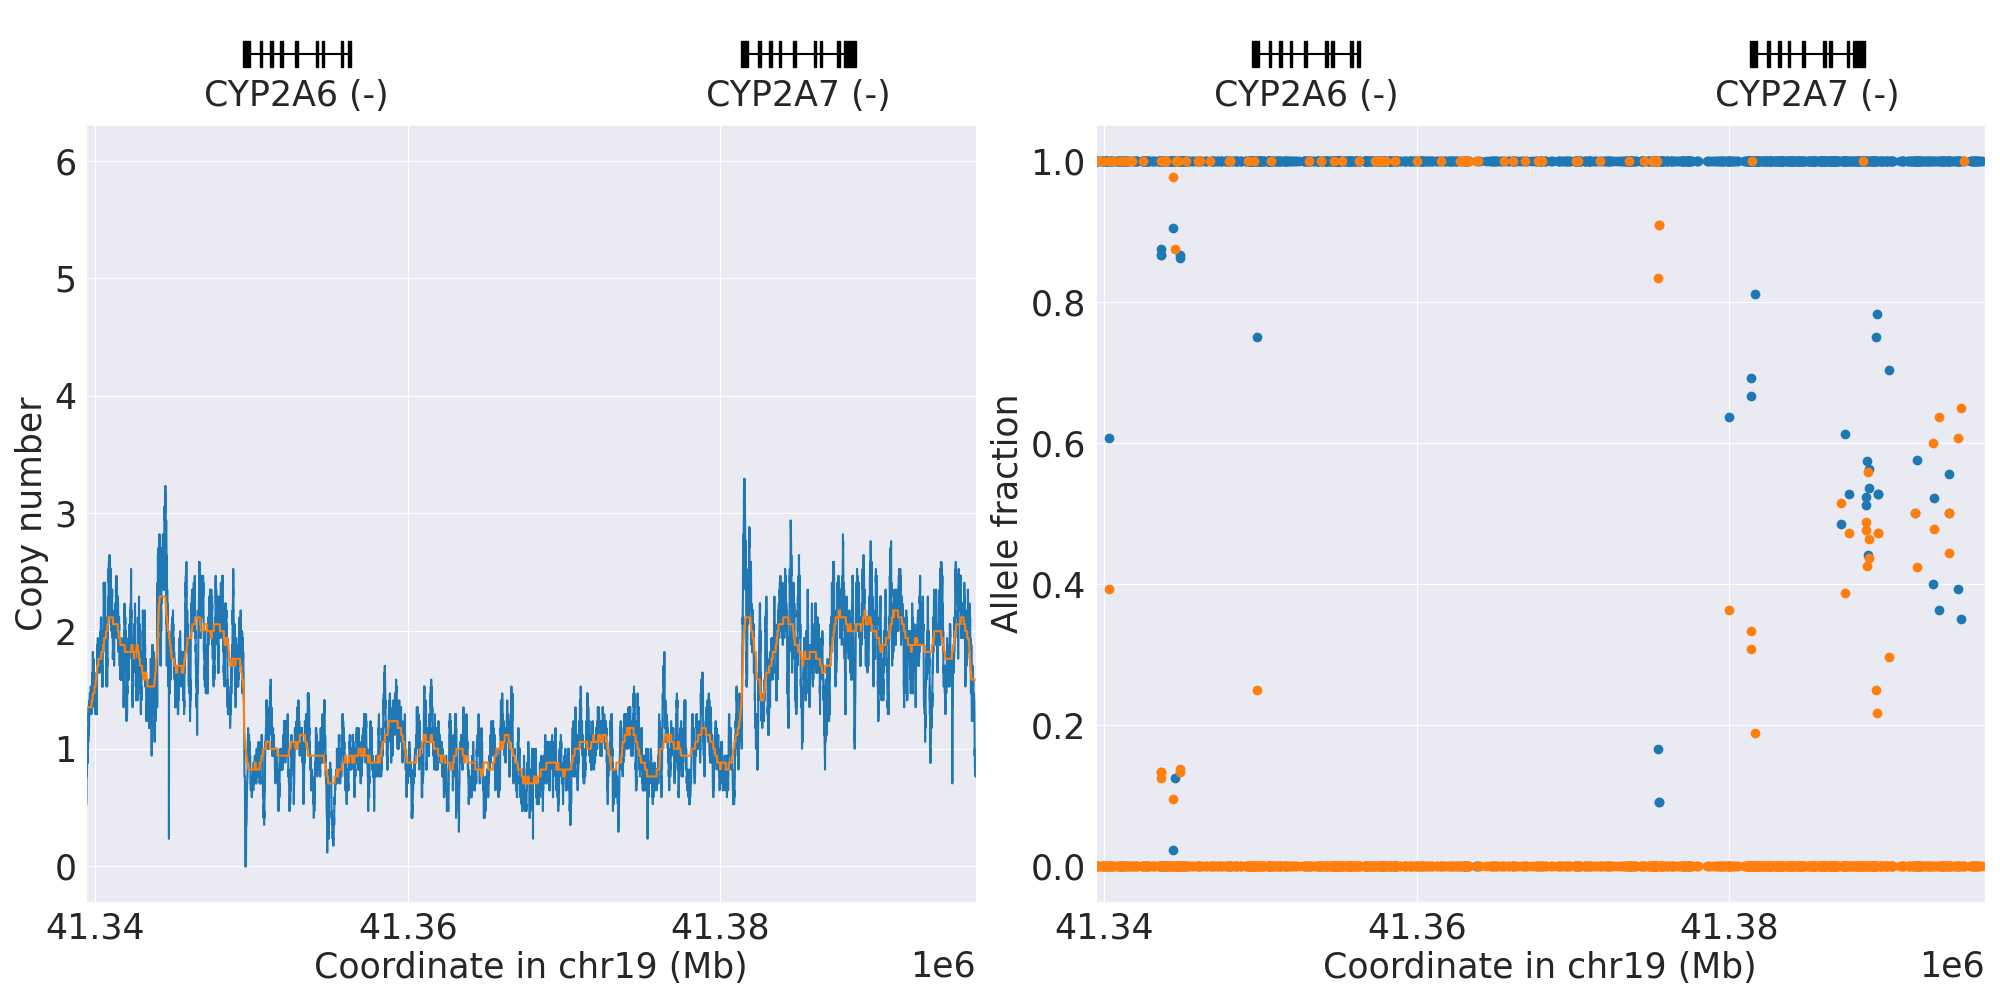 CYP2A6 (-)
CYP2A7 (-)
6
5
4
3
2
1
0
Copy number
41.34
41.36
41.38
Coordinate in chr19 (Mb)
1e6
CYP2A6 (-)
CYP2A7 (-)
1.0
0.8
0.6
0.4
0.2
0.0
Allele fraction
41.34
41.36
41.38
Coordinate in chr19 (Mb)
1e6